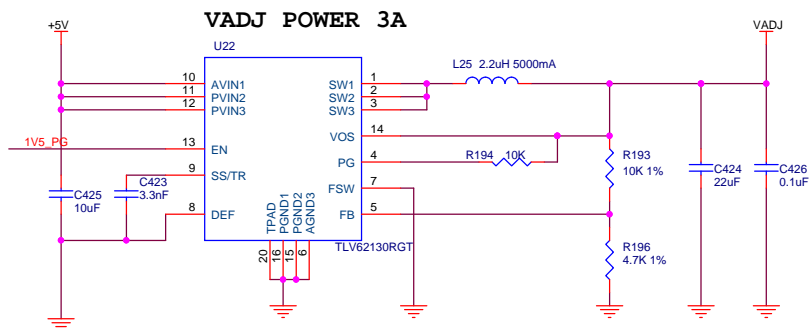 VADJ POWER 3A
+5V
VADJ
U22
L25 2.2uH 5000mA
10 AVIN1 SW1 1
11 PVIN2 SW2 2
12 PVIN3 SW3 3
VOS 14
1V5_PG 13 EN
PG 4 R194 10K
R193
10K 1%
9 SS/TR
FSW 7
C423
3.3nF
C425
10uF
C424
22uF
C426
0.1uF
8 DEF FB 5
TPAD PGND1 PGND2 AGND3
20 16 15 6
TLV62130RGT
R196
4.7K 1%